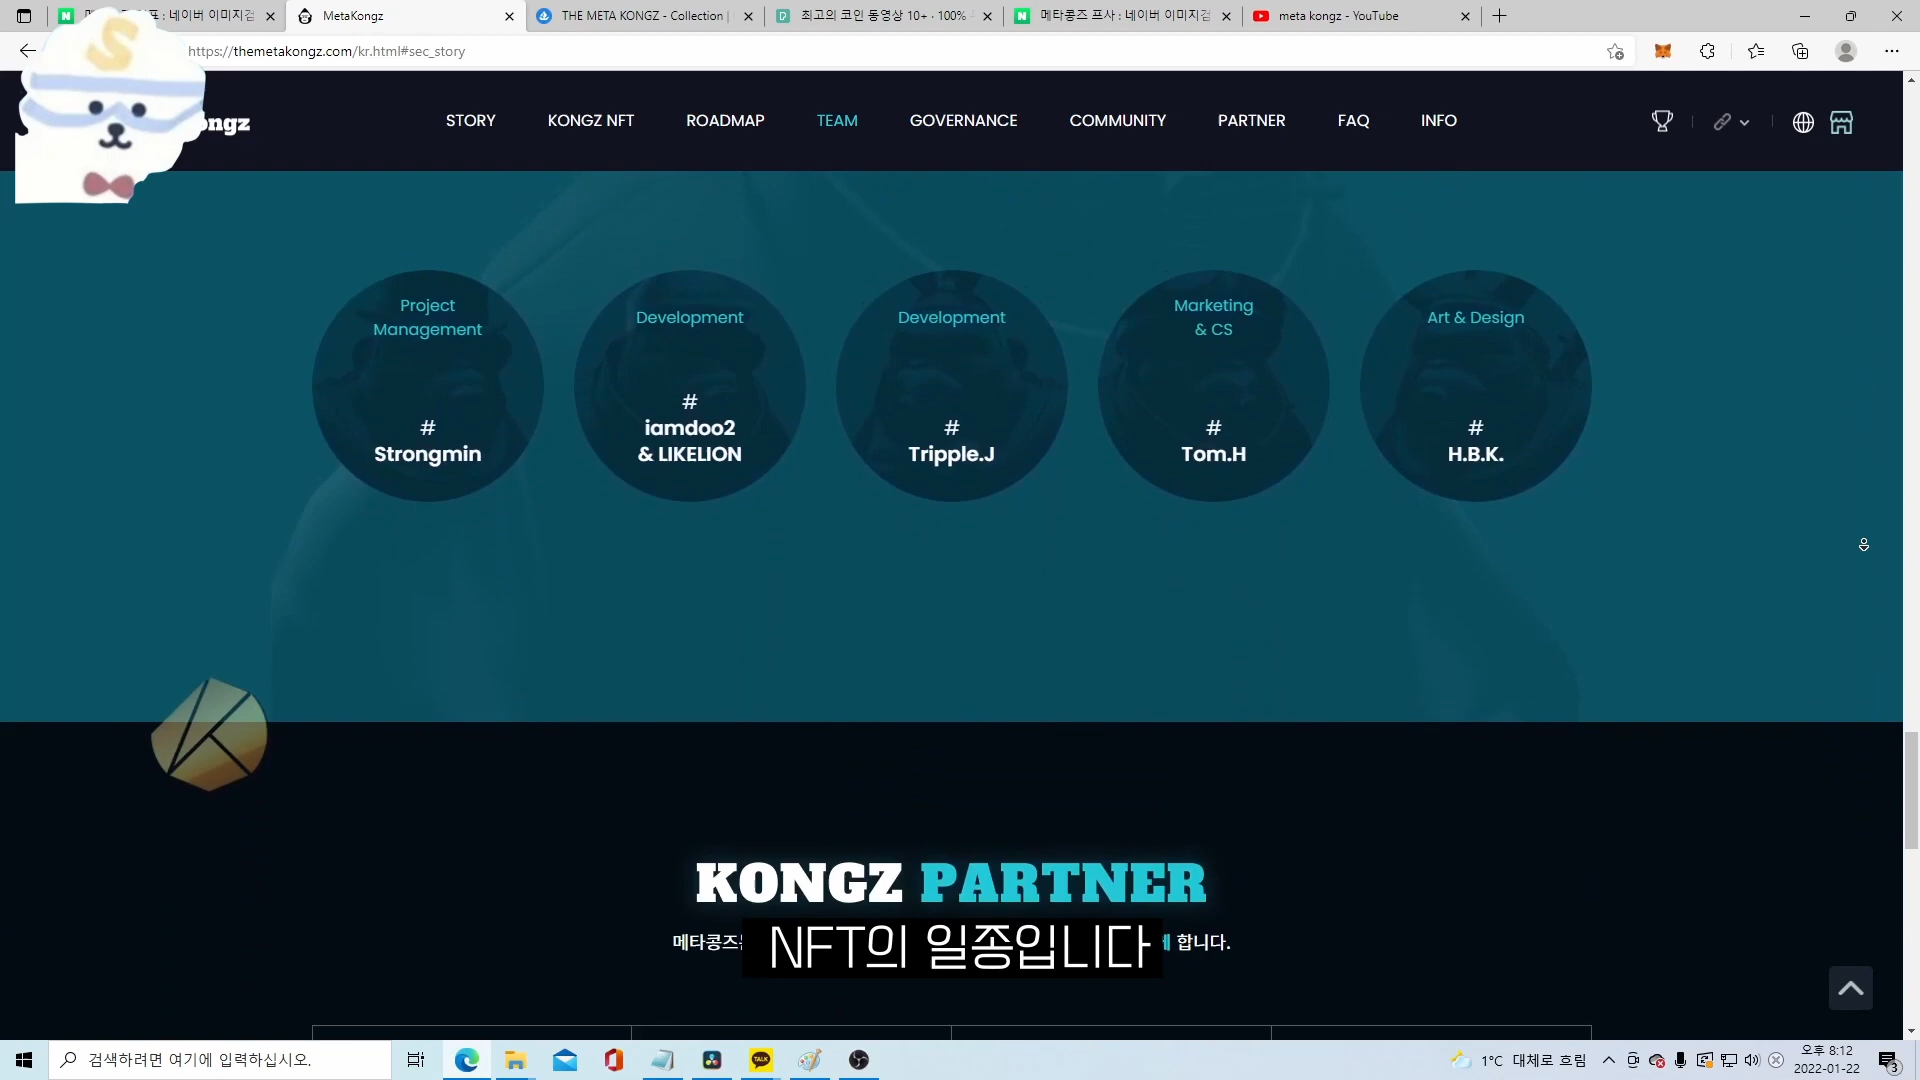 네이버 이미지검
MetaKongz
THE META KONGZ - Collection |
최고의 코인 동영상 10+ · 100%
메타콩즈 프사 : 네이버 이미지검
meta kongz - YouTube
https://themetakongz.com/kr.html#sec_story
S
ongz
STORY
KONGZ NFT
ROADMAP
TEAM
GOVERNANCE
COMMUNITY
PARTNER
FAQ
INFO
Project
Management
#
Strongmin
Development
#
iamdoo2
& LIKELION
Development
#
Tripple.J
Marketing
& CS
#
Tom.H
Art & Design
#
H.B.K.
KONGZ PARTNER
메타콩즈
합니다.
NFT의 일종입니다
검색하려면 여기에 입력하십시오.
TALK
1°C 대체로 흐림
오후 8:12
2022-01-22
3